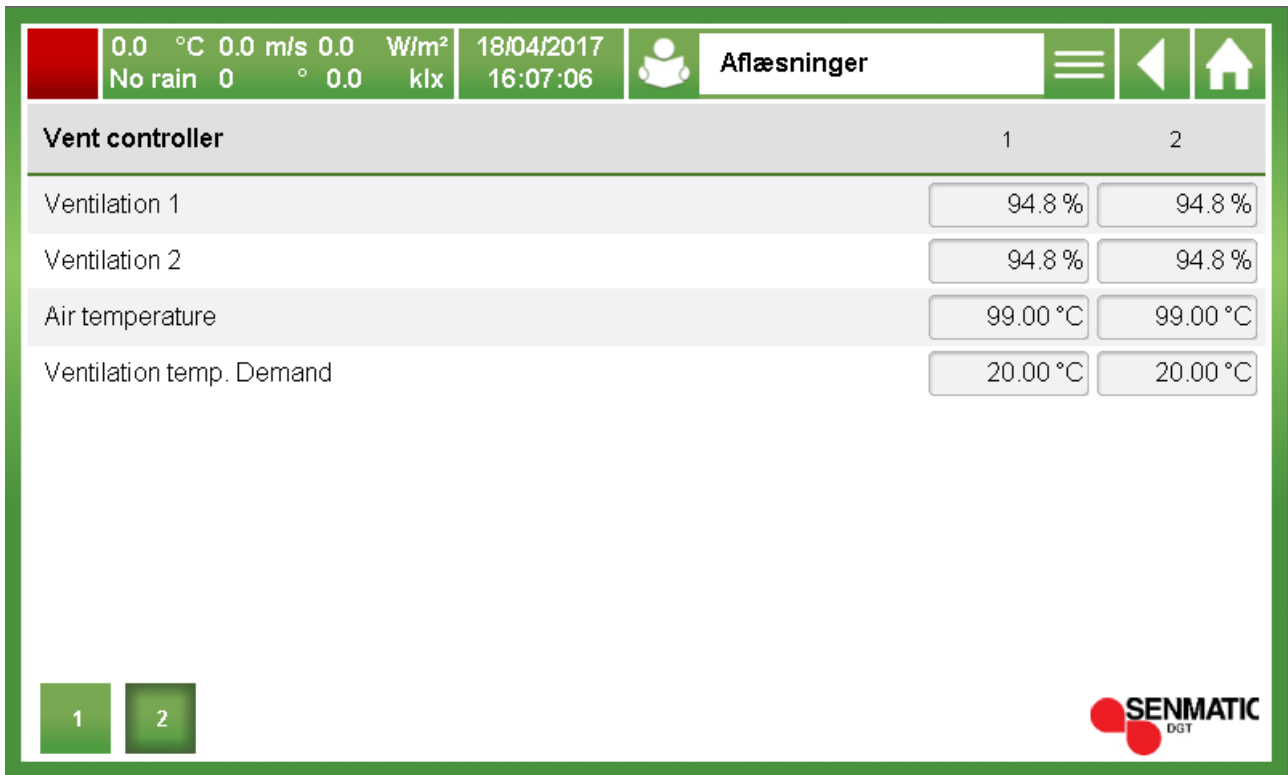 0.0 °C 0.0 m/s 0.0 W/m² 18/04/2017
No rain 0 ° 0.0 klx 16:07:06
Aflæsninger
Vent controller 1 2
Ventilation 1 94.8 % 94.8 %
Ventilation 2 94.8 % 94.8 %
Air temperature 99.00 °C 99.00 °C
Ventilation temp. Demand 20.00 °C 20.00 °C
1 2
SENMATIC
DGT